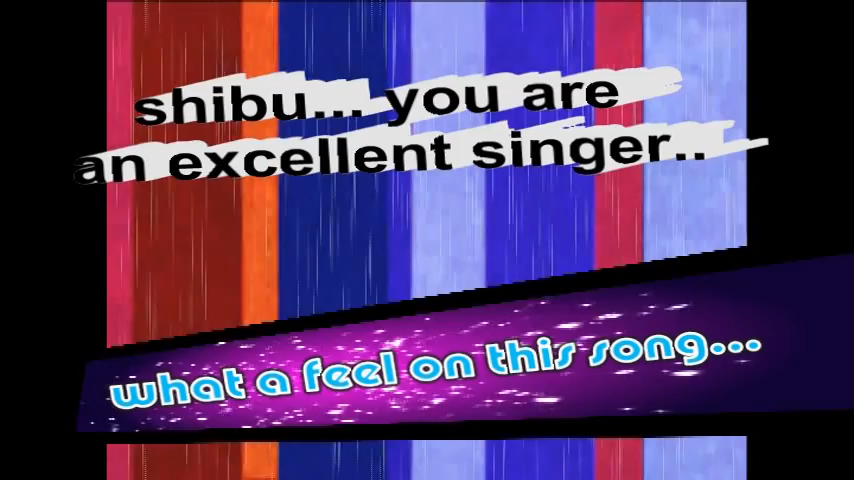 shibu... you are
an excellent singer..
what a feel on this song...